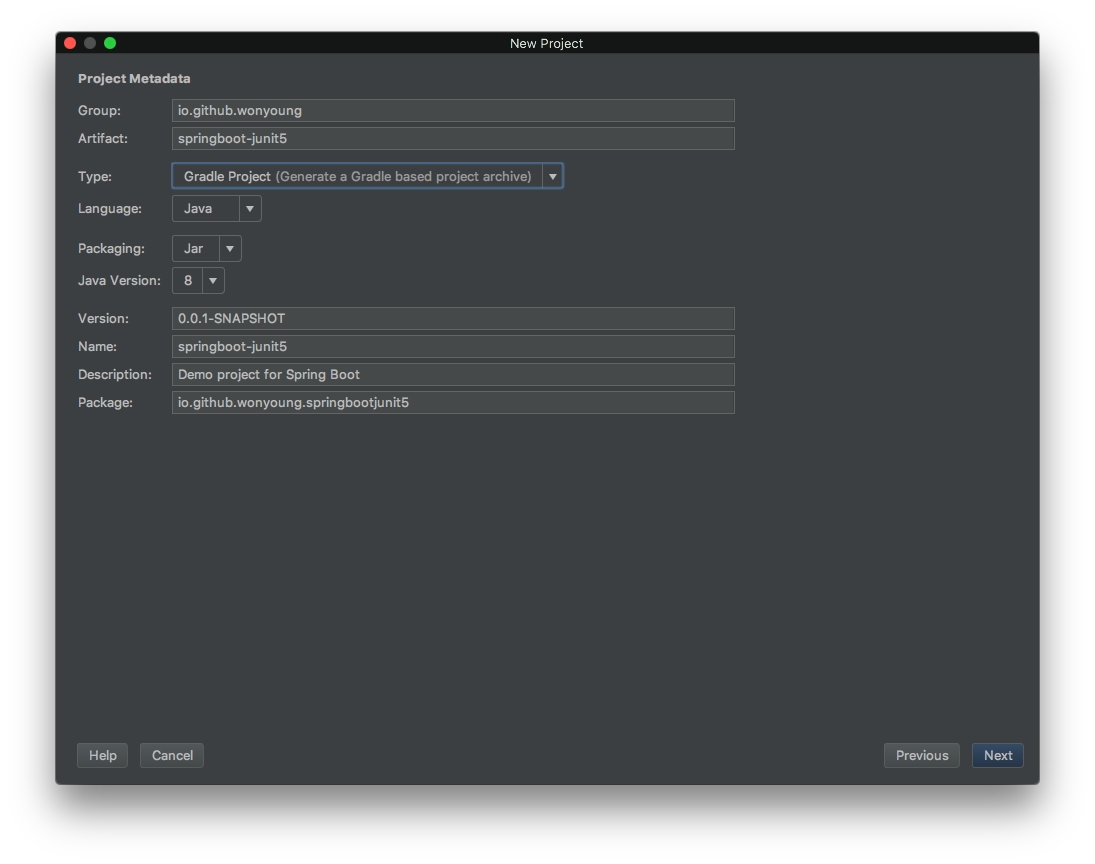 New Project
Project Metadata
Group: io.github.wonyoung
Artifact: springboot-junit5
Type: Gradle Project (Generate a Gradle based project archive)
Language: Java
Packaging: Jar
Java Version: 8
Version: 0.0.1-SNAPSHOT
Name: springboot-junit5
Description: Demo project for Spring Boot
Package: io.github.wonyoung.springbootjunit5
Help Cancel Previous Next